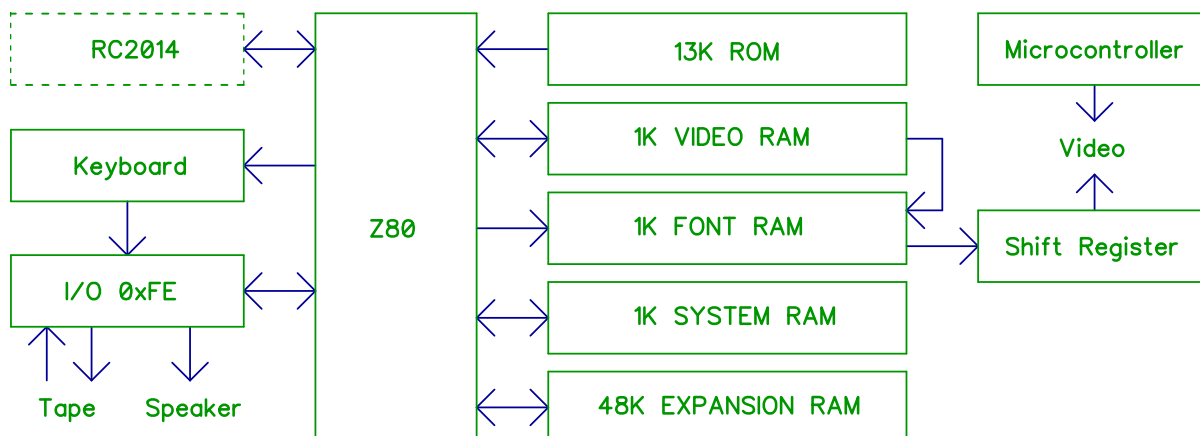 RC2014
Keyboard
I/O 0xFE
Tape
Speaker
Z80
13K ROM
1K VIDEO RAM
1K FONT RAM
1K SYSTEM RAM
48K EXPANSION RAM
Microcontroller
Video
Shift Register